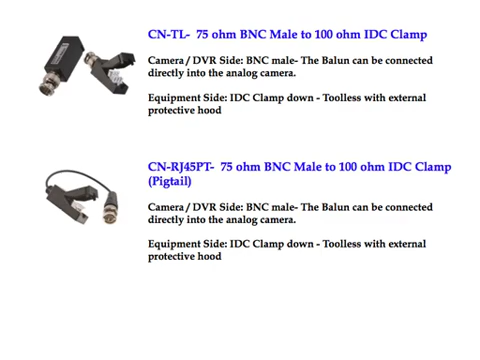 CN-TL-  75 ohm BNC Male to 100 ohm IDC Clamp
Camera / DVR Side: BNC male- The Balun can be connected
directly into the analog camera.
Equipment Side: IDC Clamp down - Toolless with external
protective hood
CN-RJ45PT-  75 ohm BNC Male to 100 ohm IDC Clamp
(Pigtail)
Camera / DVR Side: BNC male- The Balun can be connected
directly into the analog camera.
Equipment Side: IDC Clamp down - Toolless with external
protective hood